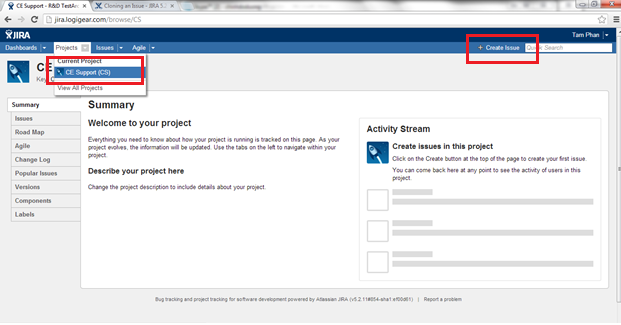 CE Support - R&D TestAr
Cloning an Issue - JIRA 5.
jira.logigear.com/browse/CS
JIRA
Tam Phan
Dashboards
Projects
Issues
Agile
+ Create Issue
Quick Search
Current Project
CE Support (CS)
View All Projects
CE
Key:
Summary
Issues
Road Map
Agile
Change Log
Popular Issues
Versions
Components
Labels
Summary
Welcome to your project
Everything you need to know about how your project is running is tracked on this page. As your
project evolves, the information will be updated. Use the tabs on the left to navigate within your
project.
Describe your project here
Change the project description to include details about your project.
Activity Stream
Create issues in this project
Click on the Create button at the top of the page to create your first issue.
You can come back here at any point to see the activity of users in this
project.
Bug tracking and project tracking for software development powered by Atlassian JIRA (v5.2.11#854-sha1:sf00d01) | Report a problem